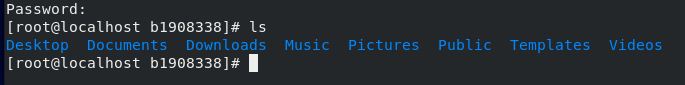 Password:
[root@localhost b1908338]# ls
Desktop  Documents  Downloads  Music  Pictures  Public  Templates  Videos
[root@localhost b1908338]#